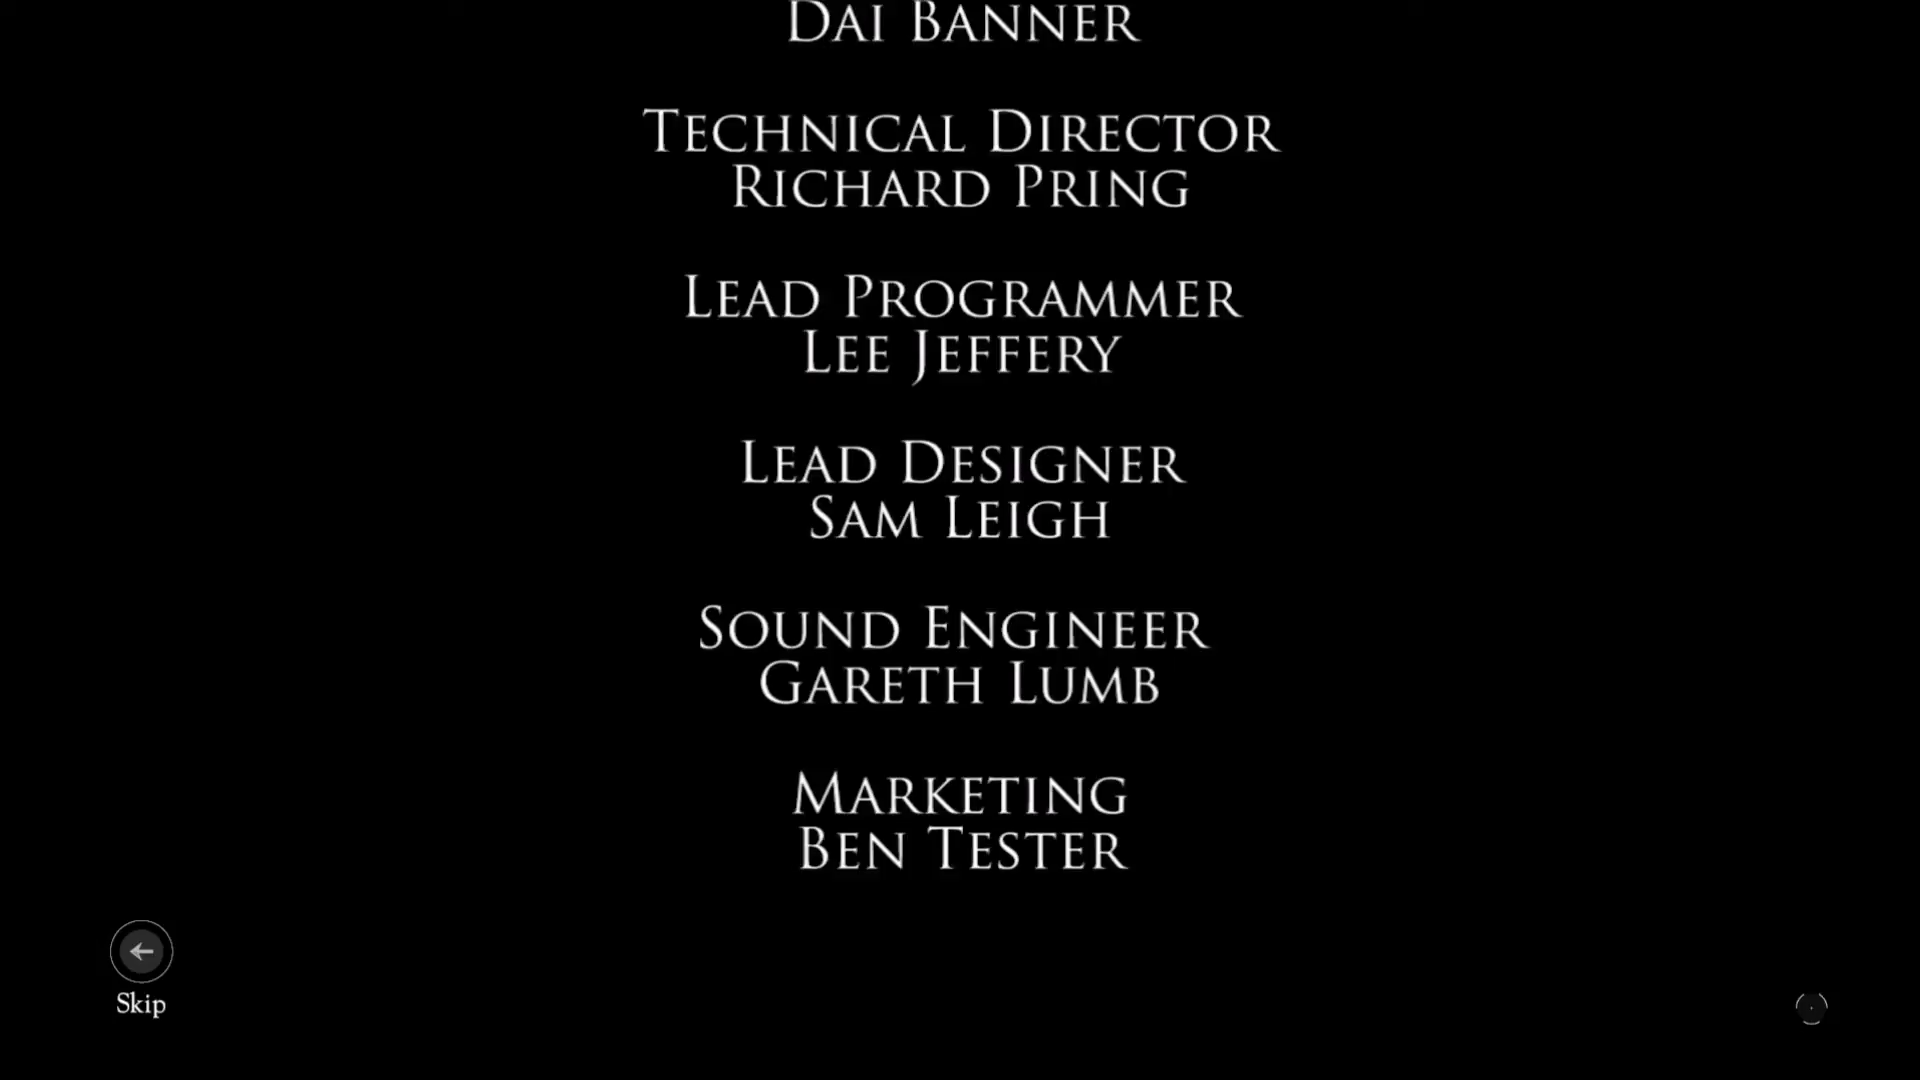 Dai Banner
Technical Director
Richard Pring
Lead Programmer
Lee Jeffery
Lead Designer
Sam Leigh
Sound Engineer
Gareth Lumb
Marketing
Ben Tester
Skip